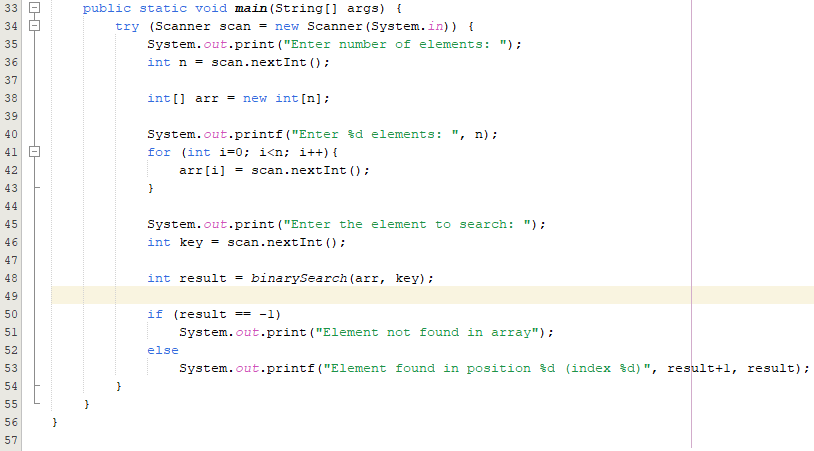 33 public static void main(String[] args) {
34 try (Scanner scan = new Scanner(System.in)) {
35 System.out.print("Enter number of elements: ");
36 int n = scan.nextInt();
37
38 int[] arr = new int[n];
39
40 System.out.printf("Enter %d elements: ", n);
41 for (int i=0; i<n; i++){
42 arr[i] = scan.nextInt();
43 }
44
45 System.out.print("Enter the element to search: ");
46 int key = scan.nextInt();
47
48 int result = binarySearch(arr, key);
49
50 if (result == -1)
51 System.out.print("Element not found in array");
52 else
53 System.out.printf("Element found in position %d (index %d)", result+1, result);
54 }
55 }
56 }
57